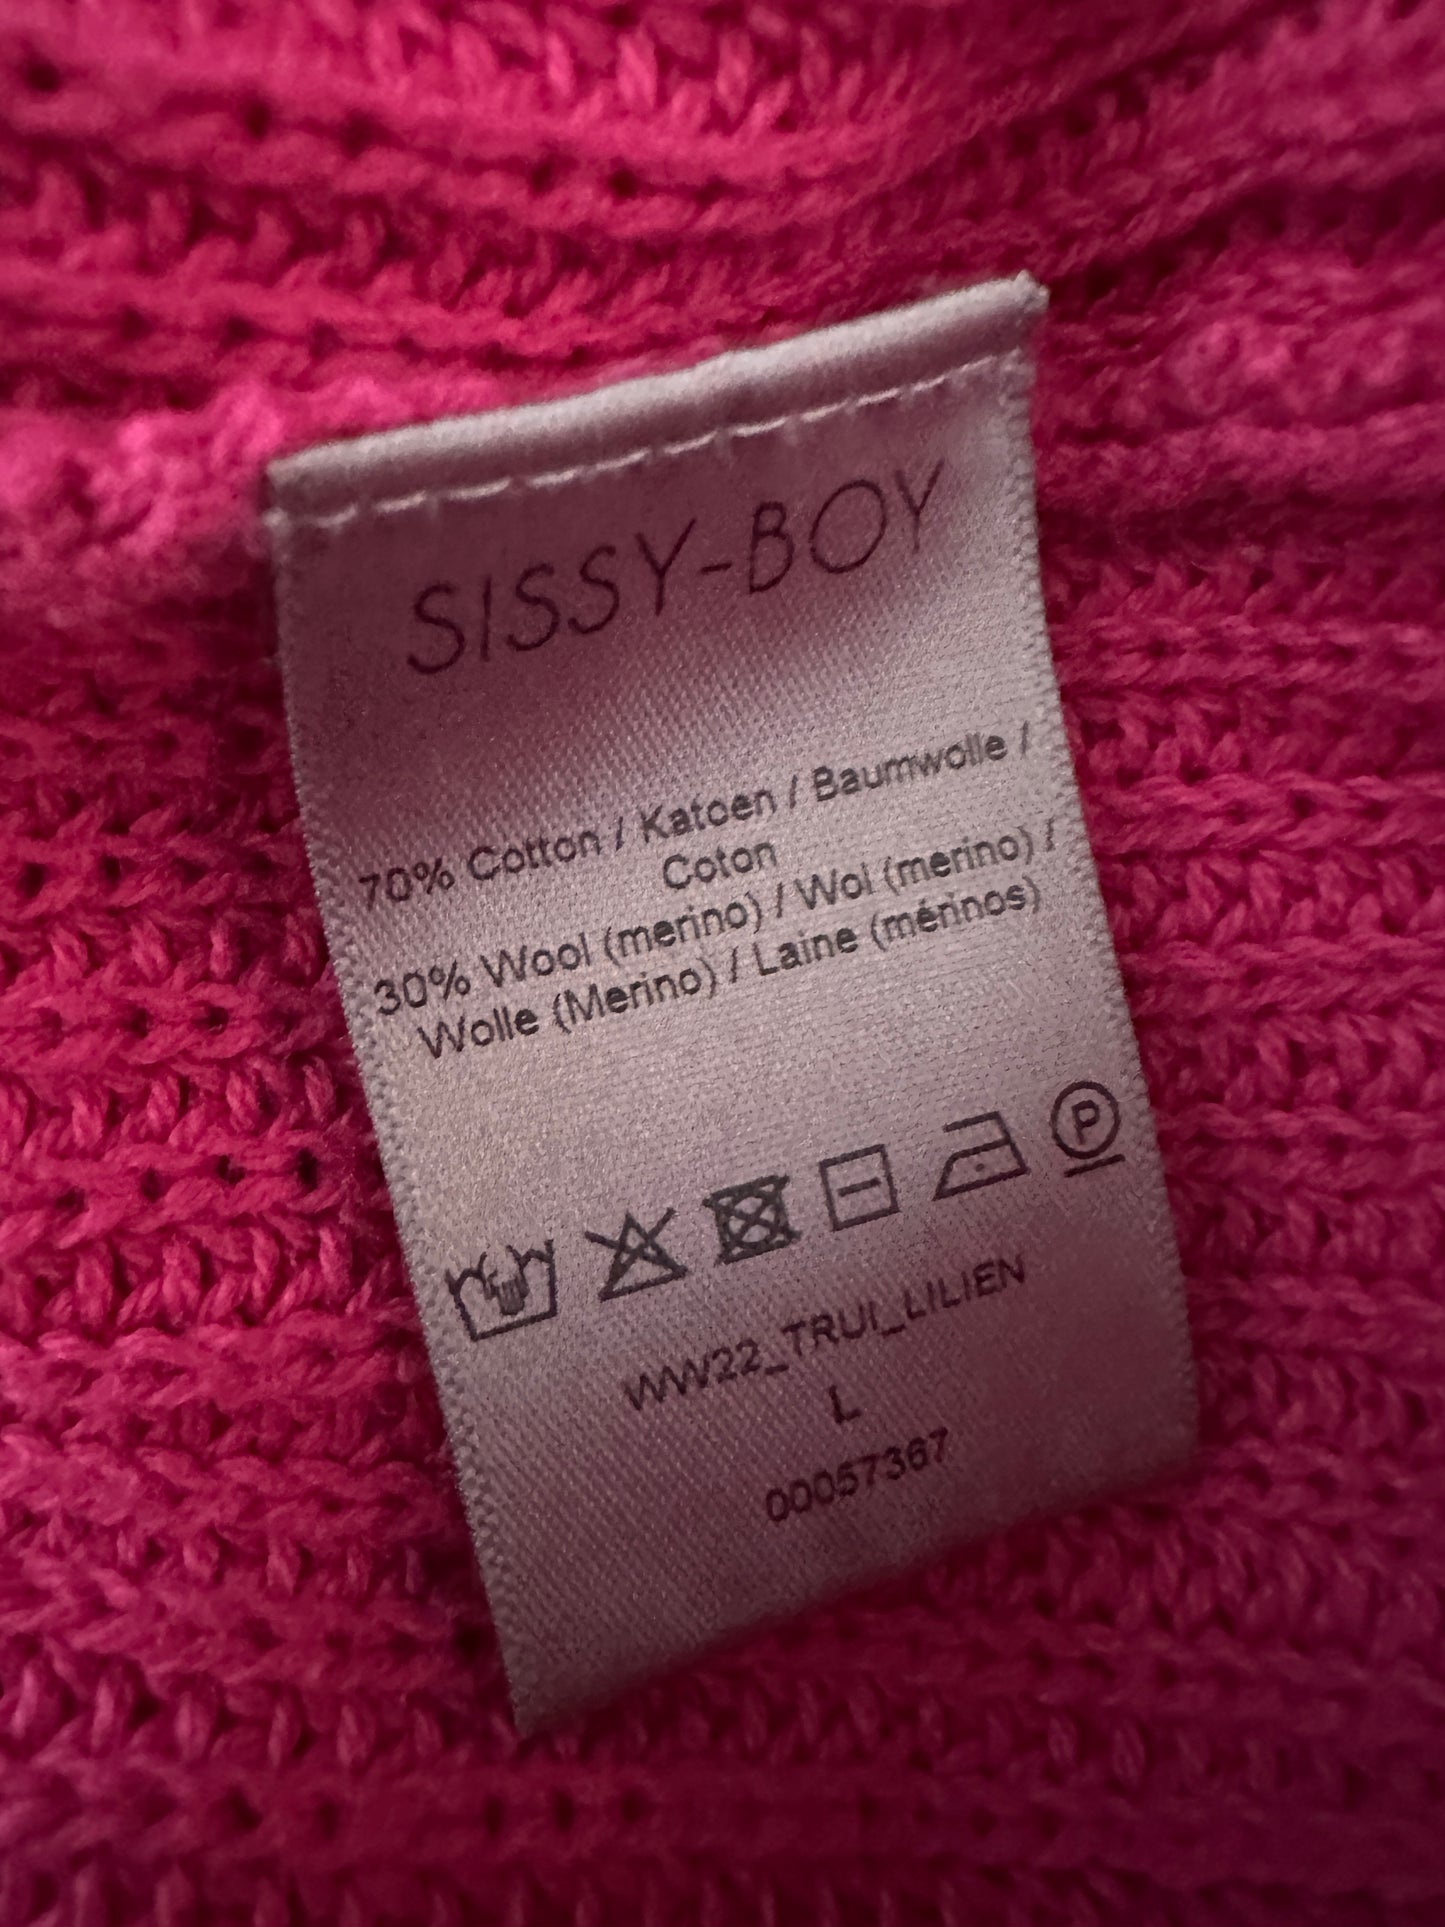 SISSY-BOY
70% Cotton / Katoen / Baumwolle /
Coton
30% Wool (merino) / Wol (merino) /
Wolle (Merino) / Laine (mérinos)
P
WW22_TRUI_LILIEN
L
00057367